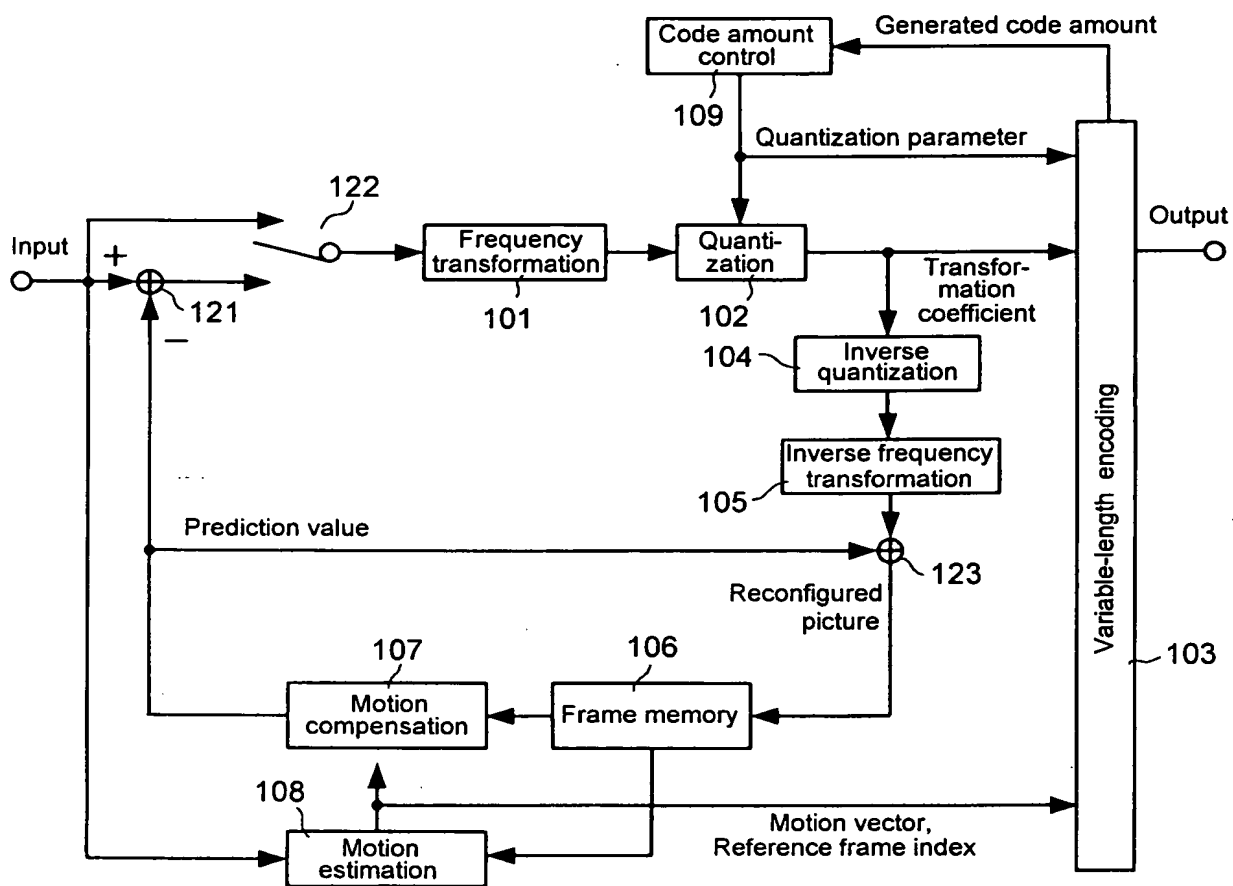 Generated code amount
Code amount
control
109
Quantization parameter
122
Input
+
121
−
Frequency
transformation
101
Quanti-
zation
102
Output
Transfor-
mation
coefficient
104
Inverse
quantization
Inverse frequency
transformation
105
Prediction value
123
Reconfigured
picture
Variable-length encoding
103
107
Motion
compensation
106
Frame memory
108
Motion
estimation
Motion vector,
Reference frame index